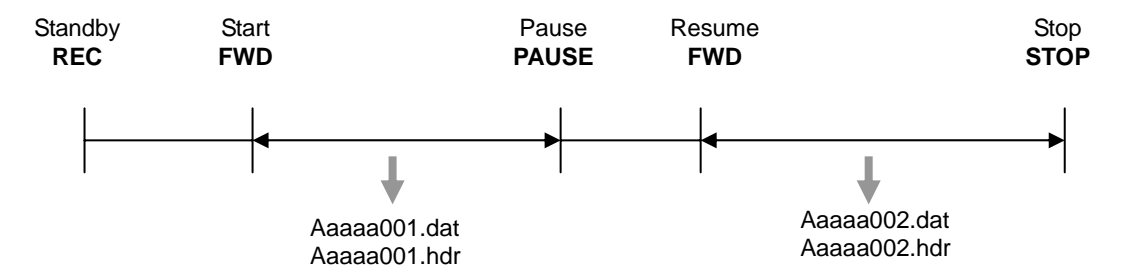 Standby
REC
Start
FWD
Pause
PAUSE
Resume
FWD
Stop
STOP
Aaaaa001.dat
Aaaaa001.hdr
Aaaaa002.dat
Aaaaa002.hdr